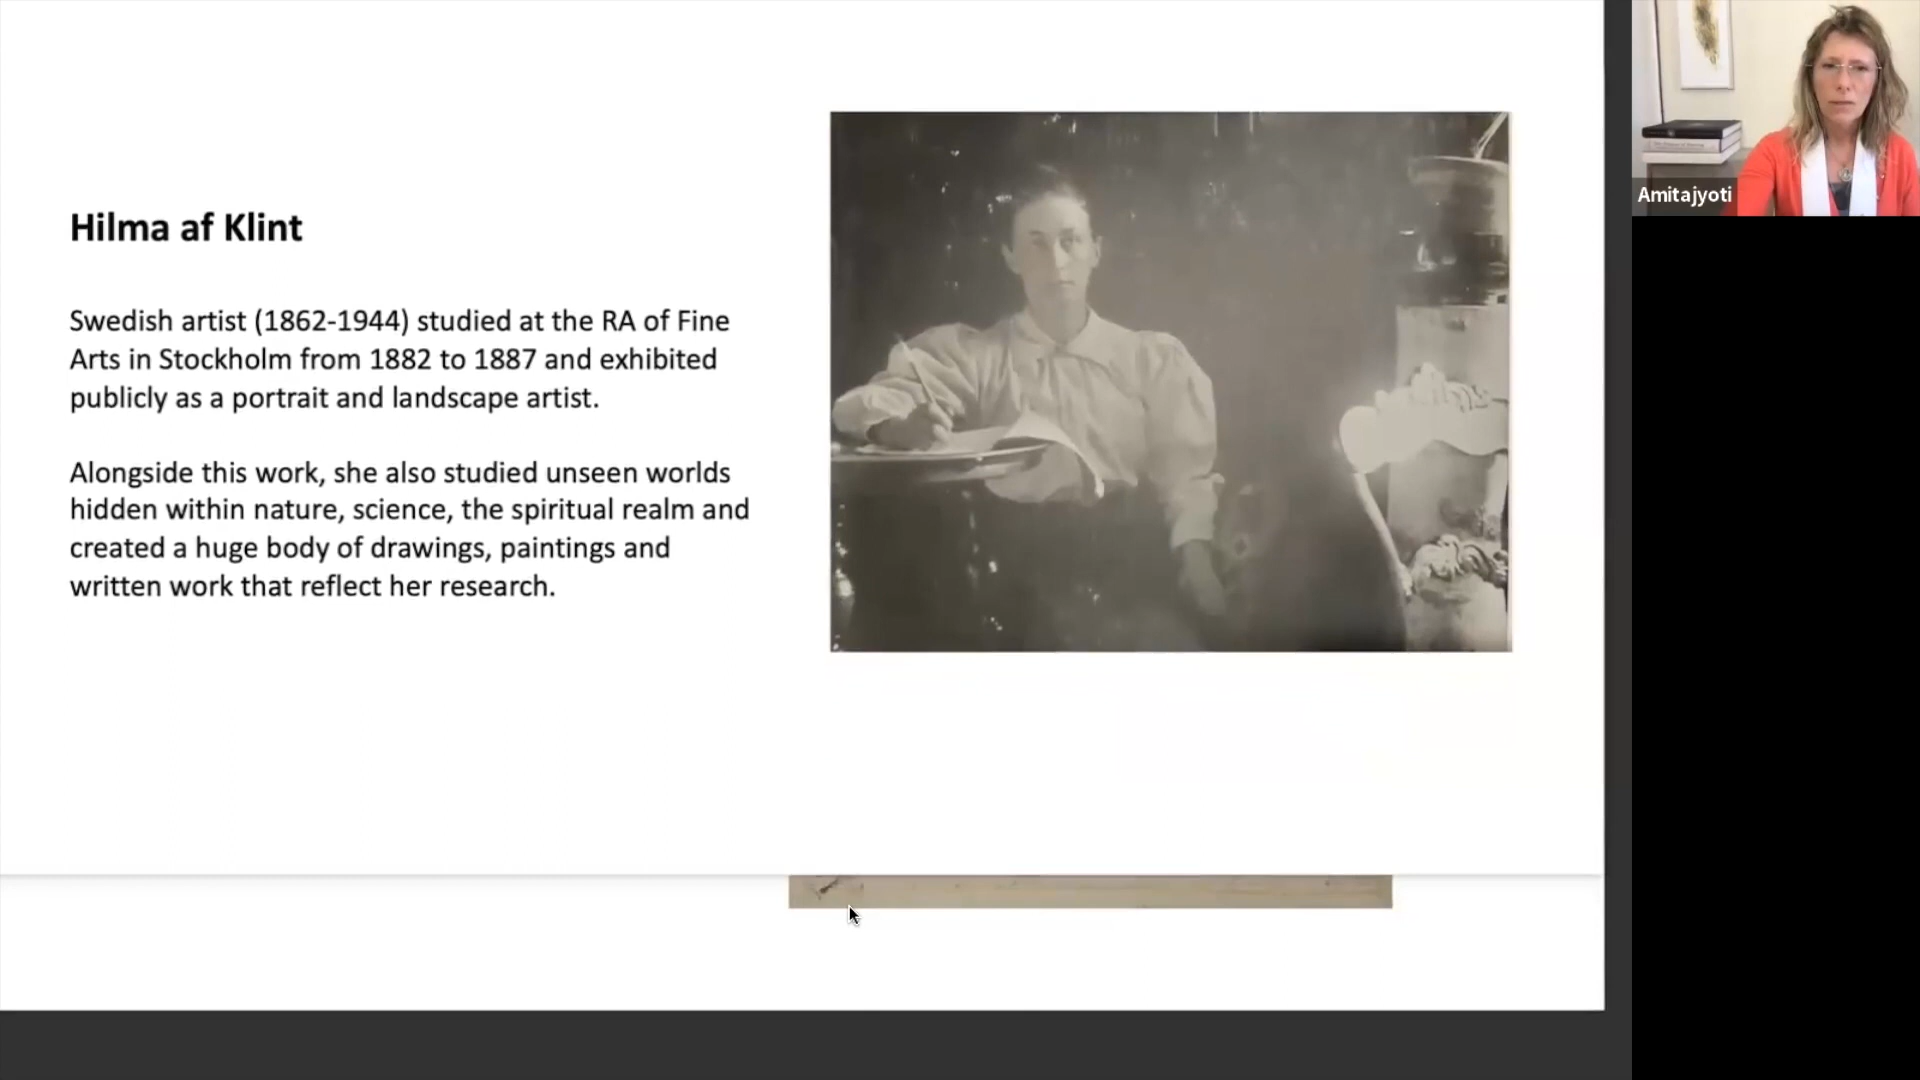 Hilma af Klint
Swedish artist (1862-1944) studied at the RA of Fine
Arts in Stockholm from 1882 to 1887 and exhibited
publicly as a portrait and landscape artist.
Alongside this work, she also studied unseen worlds
hidden within nature, science, the spiritual realm and
created a huge body of drawings, paintings and
written work that reflect her research.
Amitajyoti